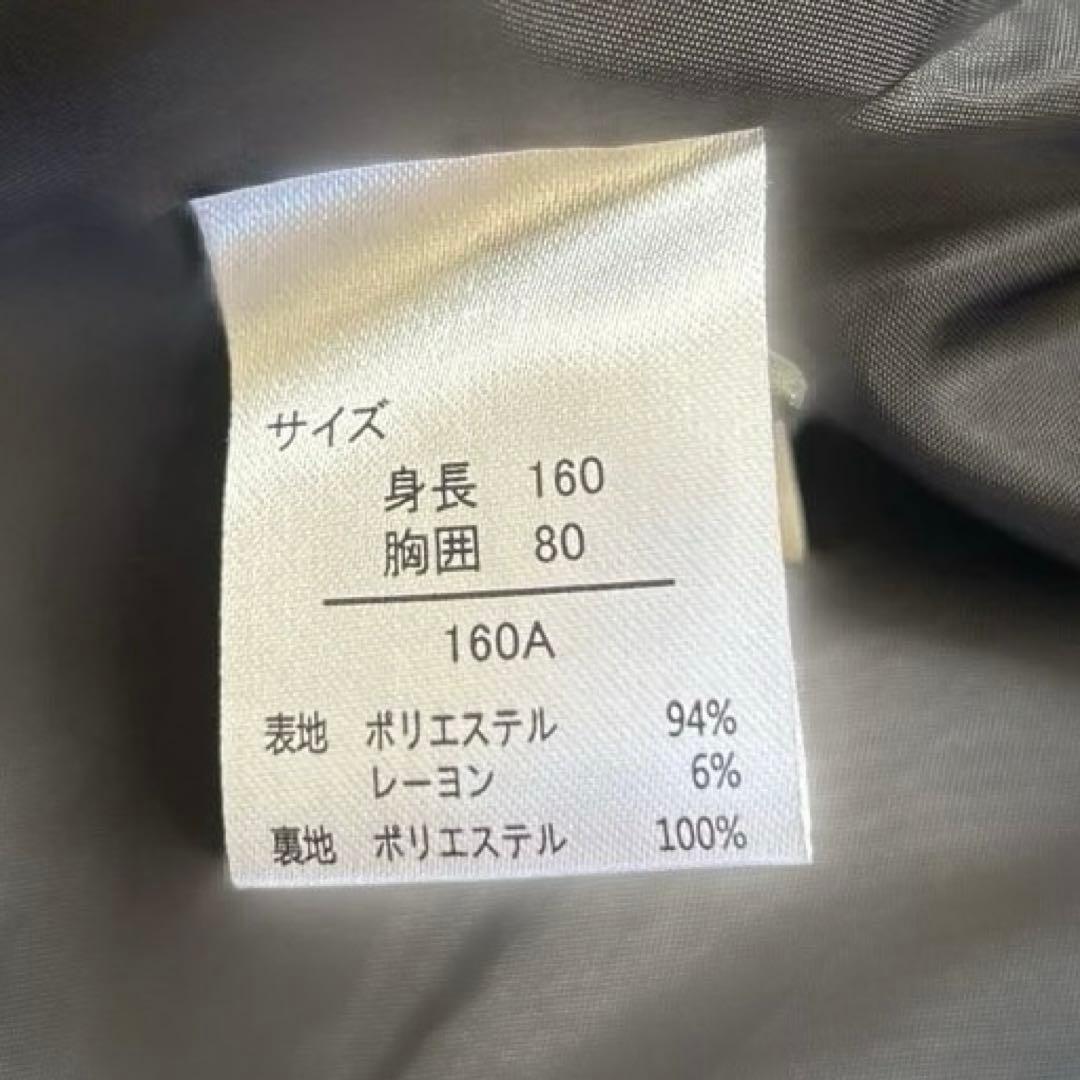 サイズ
身長 160
胸囲 80
160A
表地 ポリエステル 94%
レーヨン 6%
裏地 ポリエステル 100%